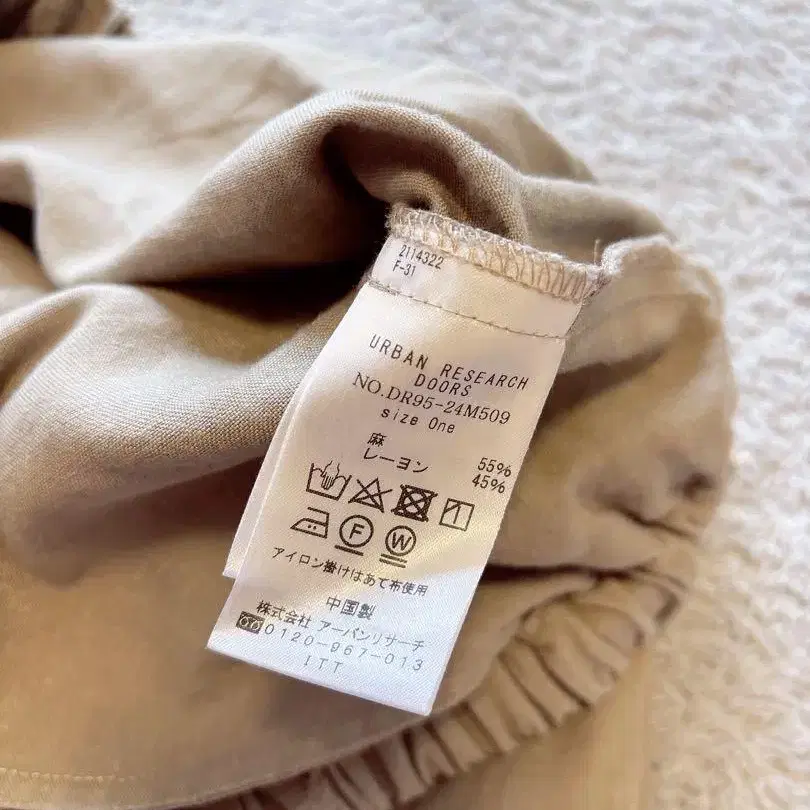 2114322
F-31
URBAN RESEARCH
DOORS
NO.DR95-24M509
size One
麻 55%
レーヨン 45%
F W
アイロン掛けはあて布使用
中国製
株式会社 アーバンリサーチ
0120-967-013
ITT